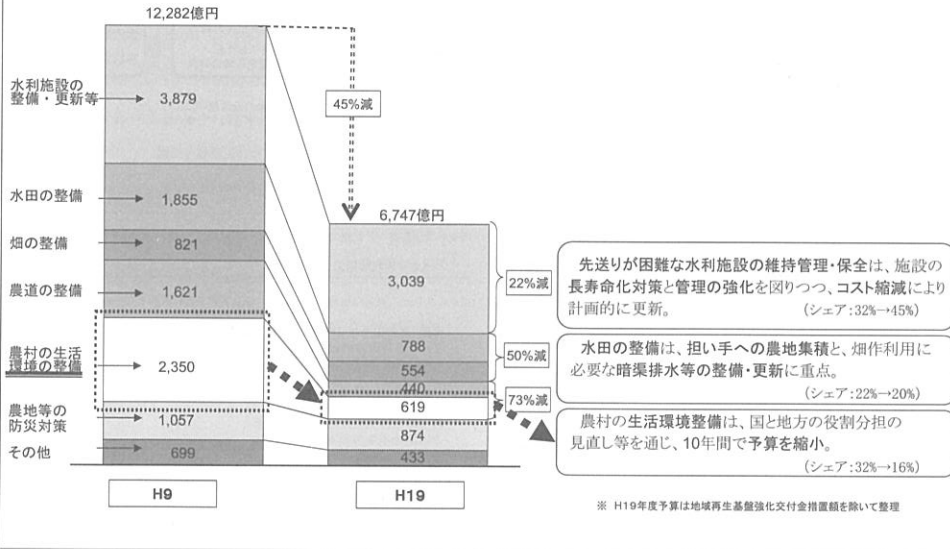 12,282億円
水利施設の
整備・更新等
3,879
45%減
水田の整備
1,855
6,747億円
畑の整備
821
農道の整備
1,621
3,039
22%減
先送りが困難な水利施設の維持管理・保全は、施設の
長寿命化対策と管理の強化を図りつつ、コスト縮減により
計画的に更新。
(シェア:32%→45%)
農村の生活
環境の整備
2,350
788
554
50%減
水田の整備は、担い手への農地集積と、畑作利用に
必要な暗渠排水等の整備・更新に重点。
(シェア:22%→20%)
440
619
73%減
農地等の
防災対策
1,057
874
農村の生活環境整備は、国と地方の役割分担の
見直し等を通じ、10年間で予算を縮小。
(シェア:32%→16%)
その他
699
433
H9
H19
※ H19年度予算は地域再生基盤強化交付金措置額を除いて整理